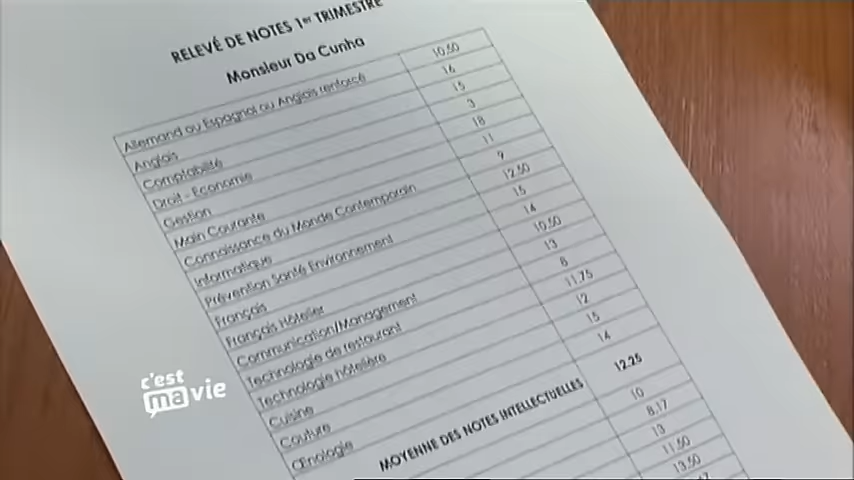 RELEVÉ DE NOTES 1er TRIMESTRE
Monsieur Da Cunha
Allemand ou Espagnol ou Anglais renforcé 10.50
Anglais 16
Comptabilité 15
Droit - Economie 3
Gestion 18
Main Courante 11
Connaissance du Monde Contemporain 9
Informatique 12.50
Prévention Santé Environnement 15
Français 14
Français Hôtelier 10.50
Communication/Management 13
Technologie de restaurant 8
Technologie hôtelière 11.75
Cuisine 12
Couture 15
Œnologie 14
MOYENNE DES NOTES INTELLECTUELLES 12.25
10
8.17
13
11.50
13.50
c'est
ma vie